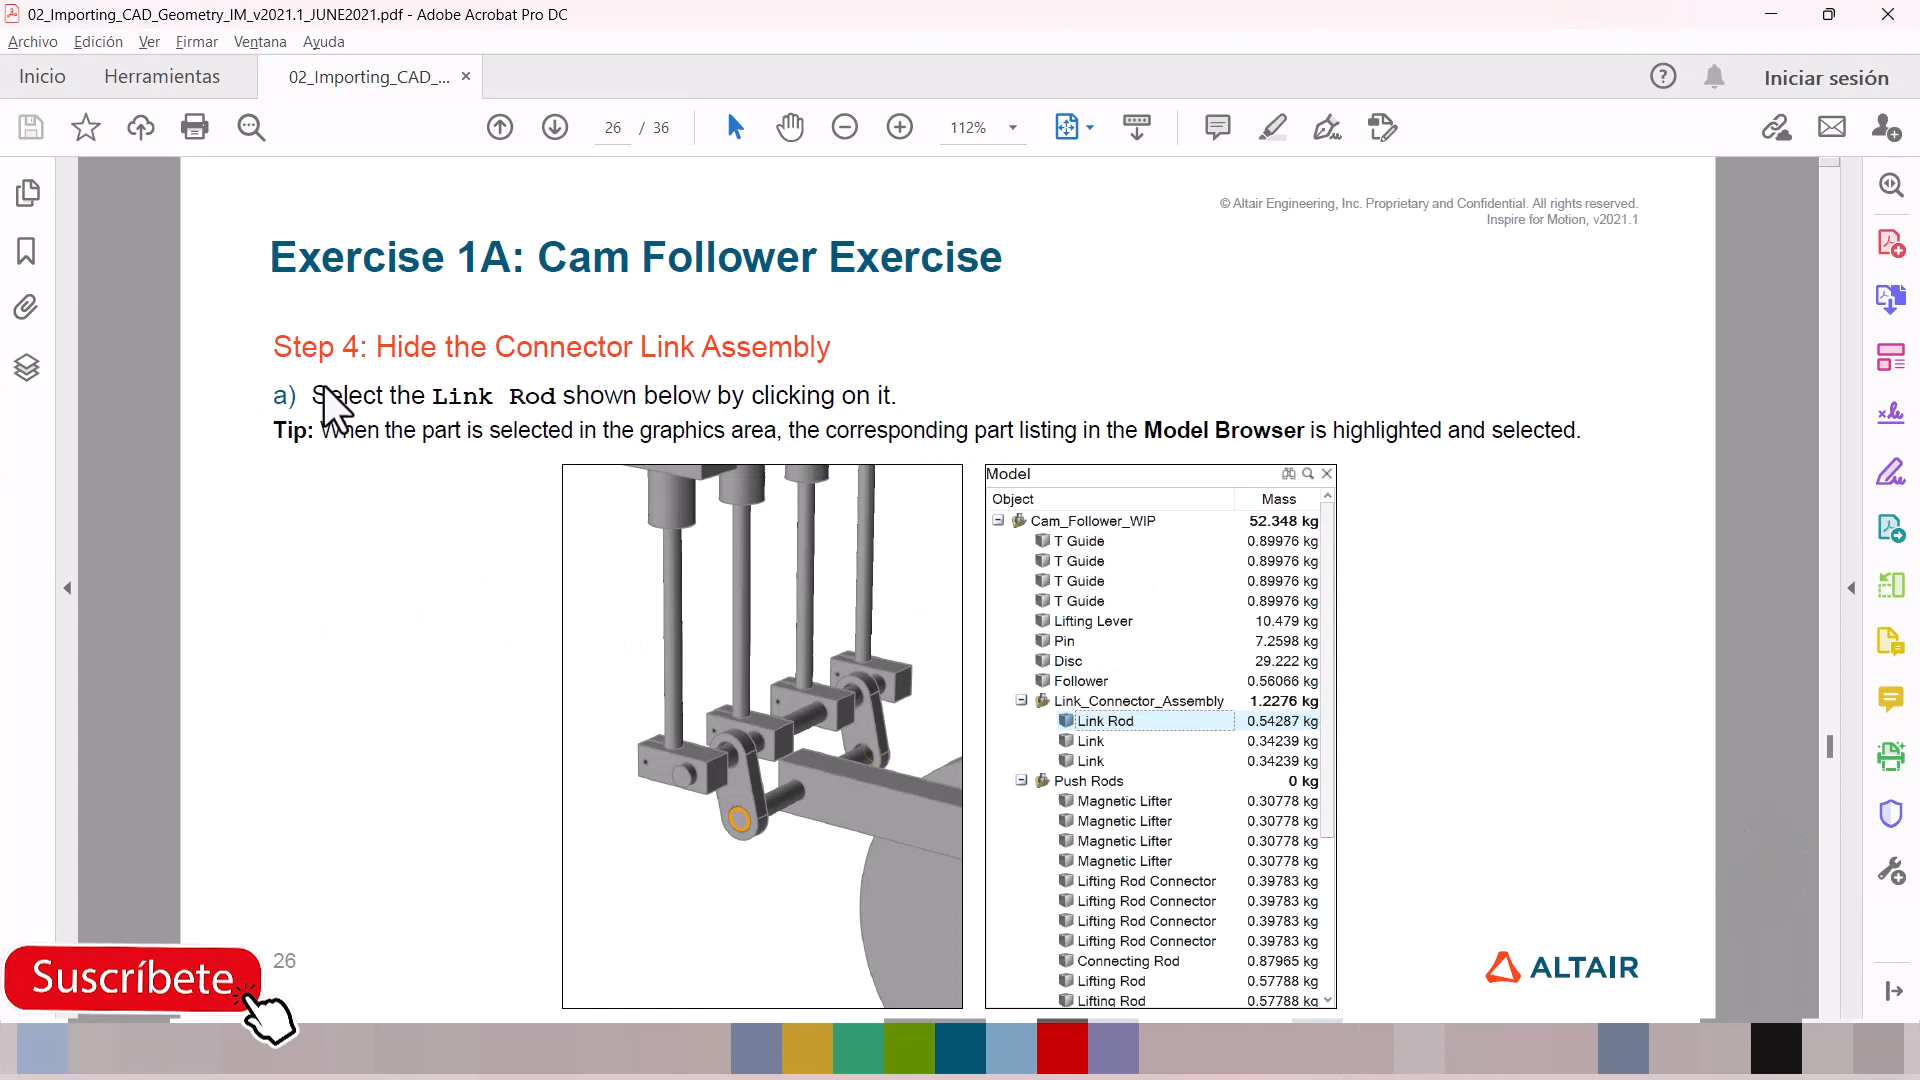 02_Importing_CAD_Geometry_IM_v2021.1_JUNE2021.pdf - Adobe Acrobat Pro DC
Archivo Edición Ver Firmar Ventana Ayuda
Inicio Herramientas 02_Importing_CAD_... Iniciar sesión
26 / 36 112%
© Altair Engineering, Inc. Proprietary and Confidential. All rights reserved.
Inspire for Motion, v2021.1
Exercise 1A: Cam Follower Exercise
Step 4: Hide the Connector Link Assembly
a) Select the Link Rod shown below by clicking on it.
Tip: When the part is selected in the graphics area, the corresponding part listing in the Model Browser is highlighted and selected.
Model
Object Mass
Cam_Follower_WIP 52.348 kg
T Guide 0.89976 kg
T Guide 0.89976 kg
T Guide 0.89976 kg
T Guide 0.89976 kg
Lifting Lever 10.479 kg
Pin 7.2598 kg
Disc 29.222 kg
Follower 0.56066 kg
Link_Connector_Assembly 1.2276 kg
Link Rod 0.54287 kg
Link 0.34239 kg
Link 0.34239 kg
Push Rods 0 kg
Magnetic Lifter 0.30778 kg
Magnetic Lifter 0.30778 kg
Magnetic Lifter 0.30778 kg
Magnetic Lifter 0.30778 kg
Lifting Rod Connector 0.39783 kg
Lifting Rod Connector 0.39783 kg
Lifting Rod Connector 0.39783 kg
Lifting Rod Connector 0.39783 kg
Connecting Rod 0.87965 kg
Lifting Rod 0.57788 kg
Lifting Rod 0.57788 kg
26
ALTAIR
Suscríbete